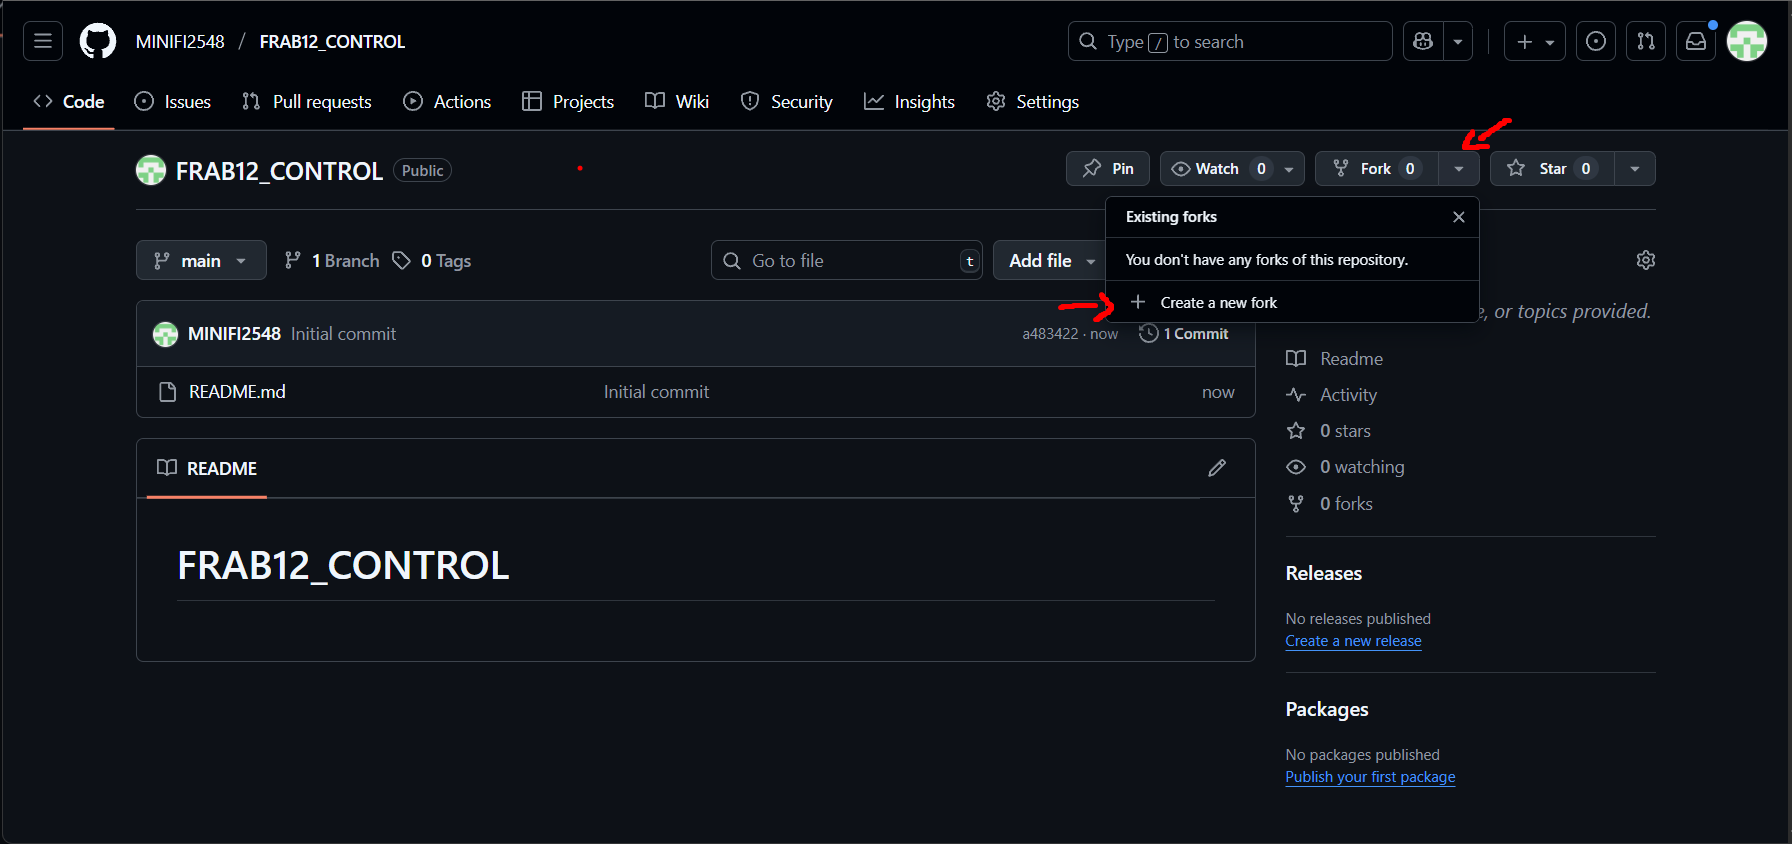 MINIFI2548 / FRAB12_CONTROL
Type / to search
Code Issues Pull requests Actions Projects Wiki Security Insights Settings
FRAB12_CONTROL Public
Pin Watch 0 Fork 0 Star 0
Existing forks
You don't have any forks of this repository.
Create a new fork
main 1 Branch 0 Tags
Go to file t Add file
e, or topics provided.
MINIFI2548 Initial commit a483422 · now 1 Commit
README.md Initial commit now
README
FRAB12_CONTROL
Readme
Activity
0 stars
0 watching
0 forks
Releases
No releases published
Create a new release
Packages
No packages published
Publish your first package